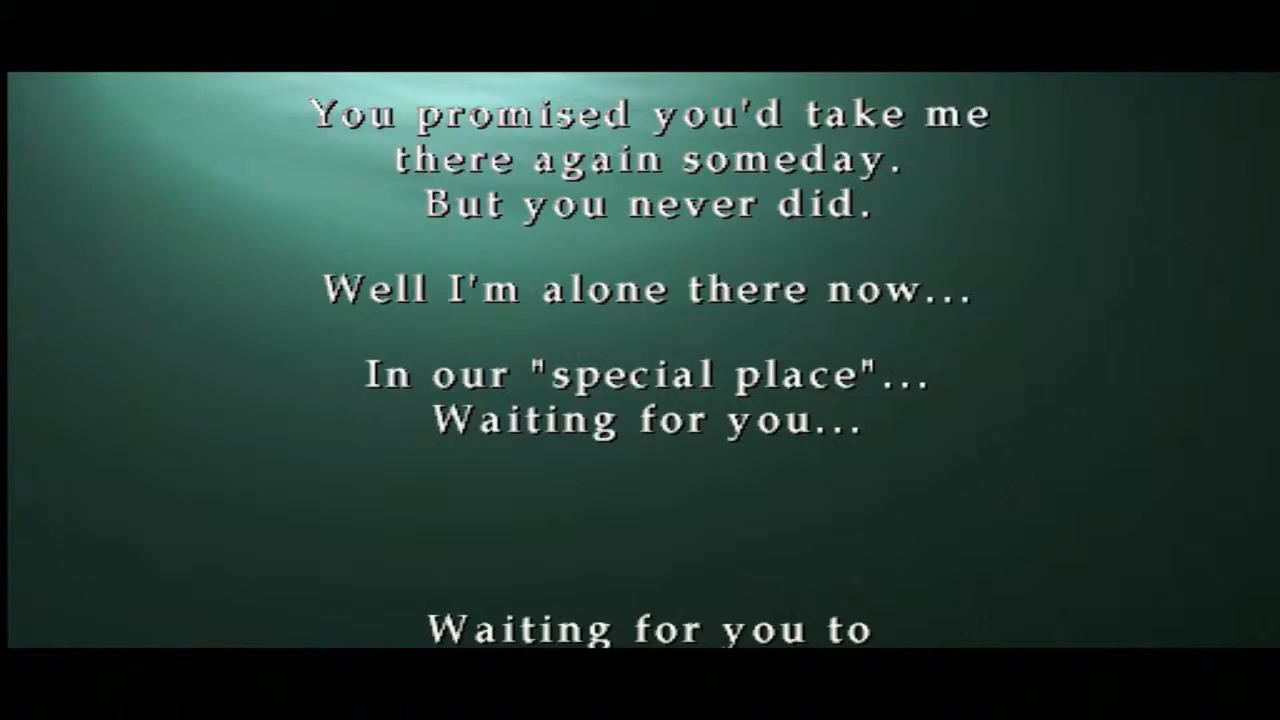 You promised you'd take me
there again someday.
But you never did.
Well I'm alone there now...
In our "special place"...
Waiting for you...
Waiting for you to